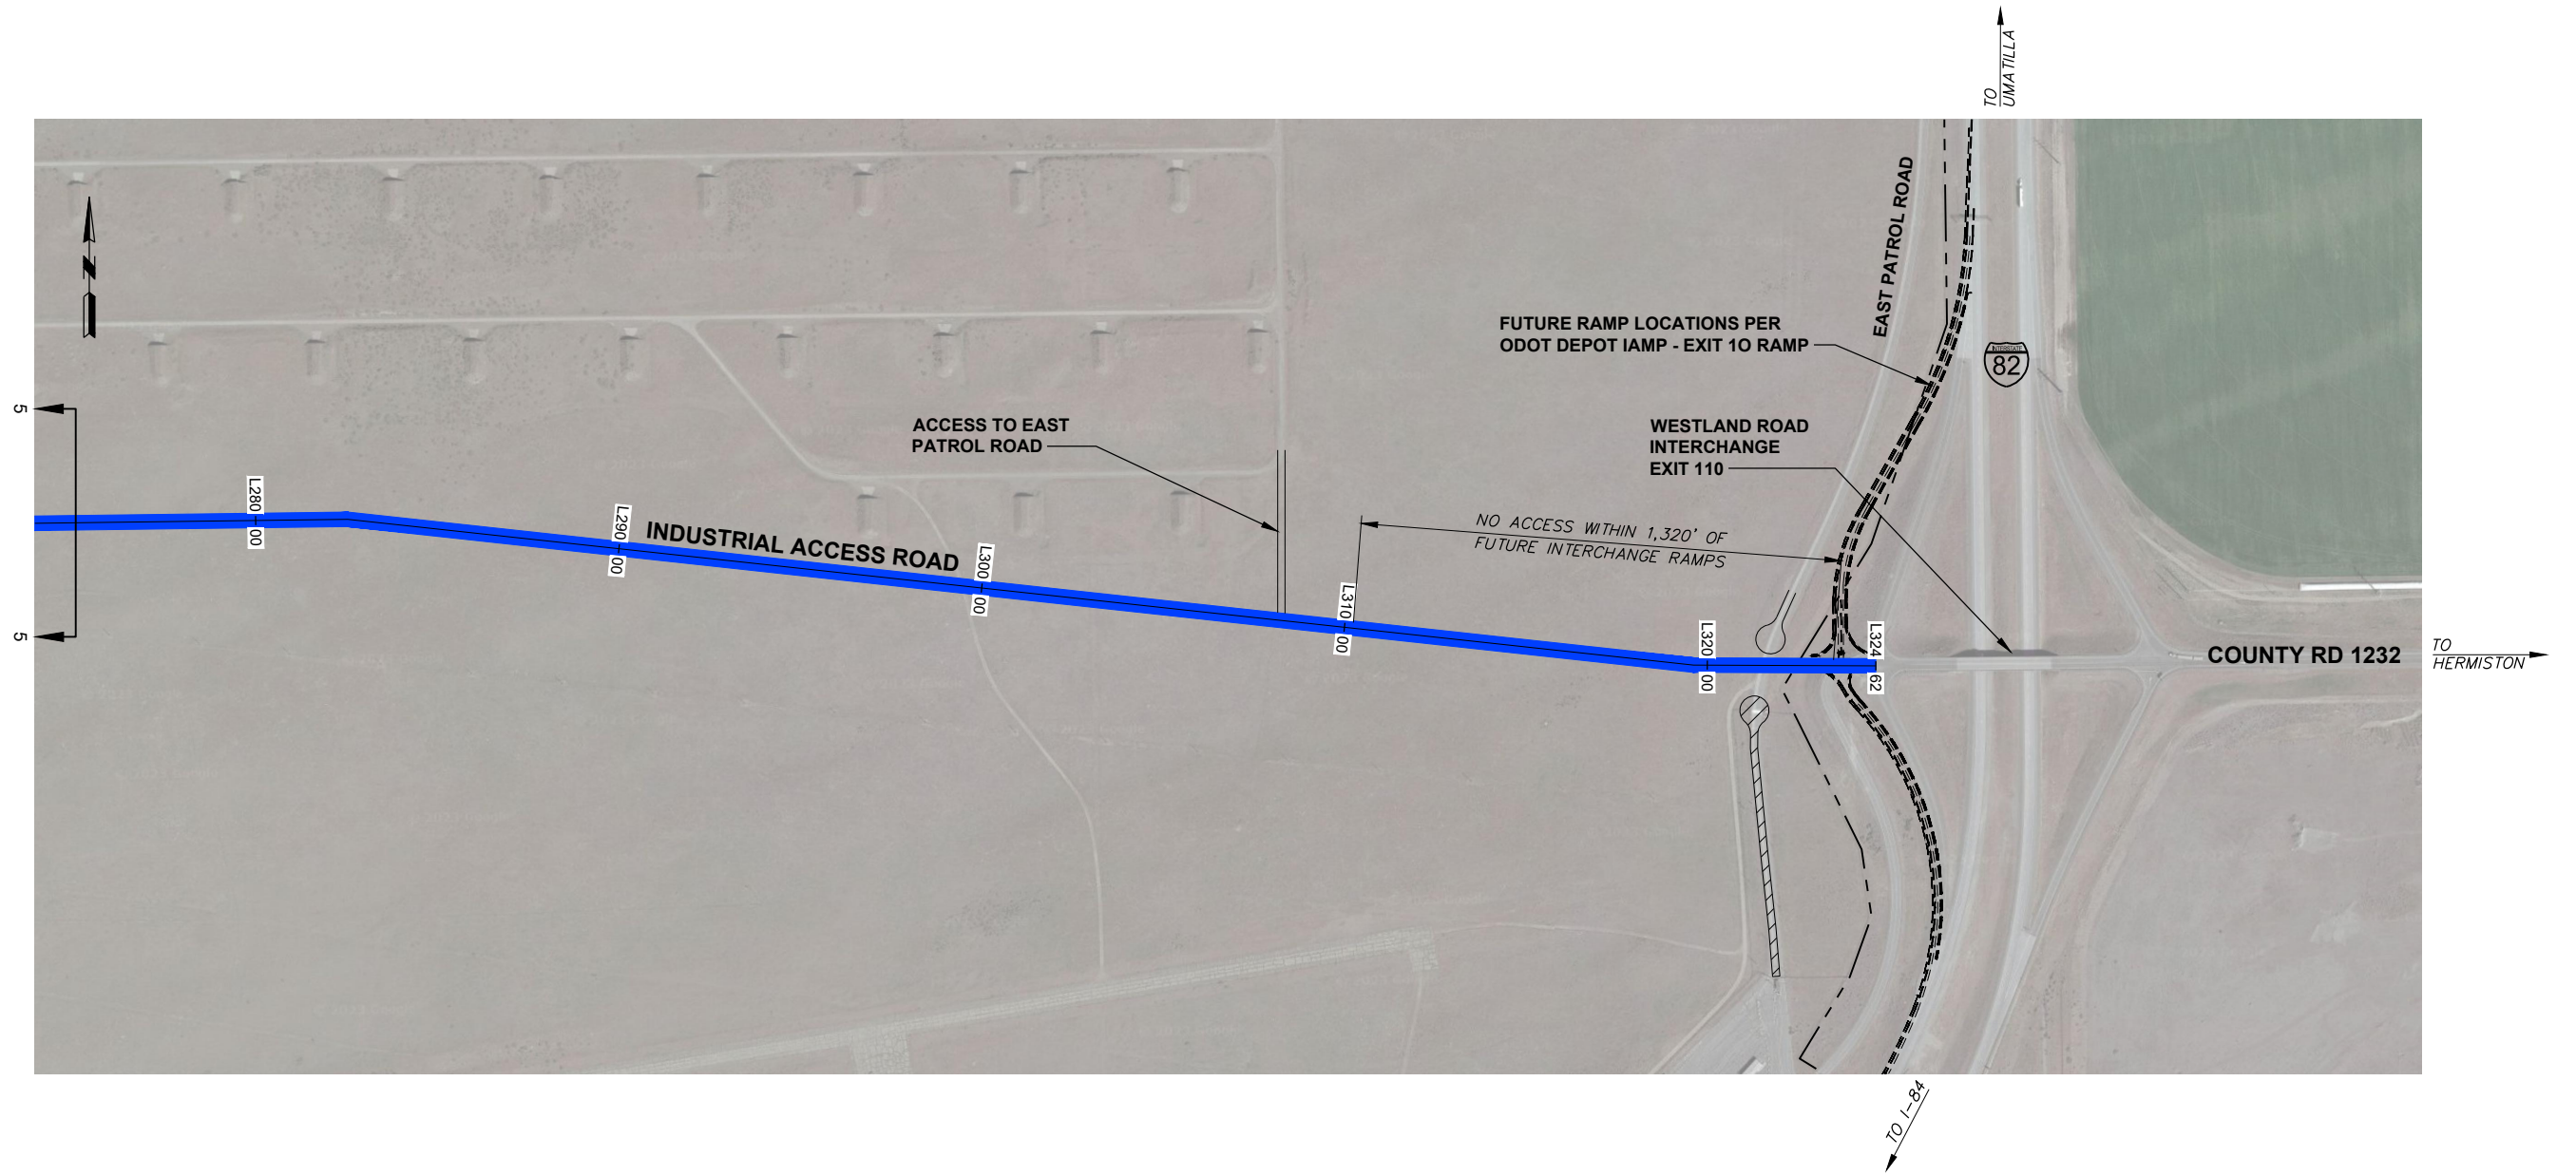 TO
UMATILLA
EAST PATROL ROAD
FUTURE RAMP LOCATIONS PER
ODOT DEPOT IAMP - EXIT 1O RAMP
INTERSTATE
82
N
5
ACCESS TO EAST
PATROL ROAD
WESTLAND ROAD
INTERCHANGE
EXIT 110
L280 00
L290 00
INDUSTRIAL ACCESS ROAD
L300 00
NO ACCESS WITHIN 1,320' OF
FUTURE INTERCHANGE RAMPS
L310 00
L320 00
L324 62
5
COUNTY RD 1232
TO
HERMISTON
TO I-84